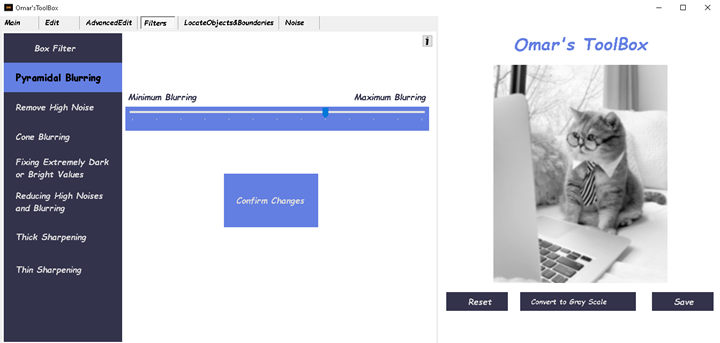 Omar'sToolBox
Main Edit AdvancedEdit Filters LocateObjects&Boundaries Noise
Box Filter
Pyramidal Blurring
Remove High Noise
Cone Blurring
Fixing Extremely Dark
or Bright Values
Reducing High Noises
and Blurring
Thick Sharpening
Thin Sharpening
i
Minimum Blurring Maximum Blurring
Confirm Changes
Omar's ToolBox
Reset Convert to Gray Scale Save